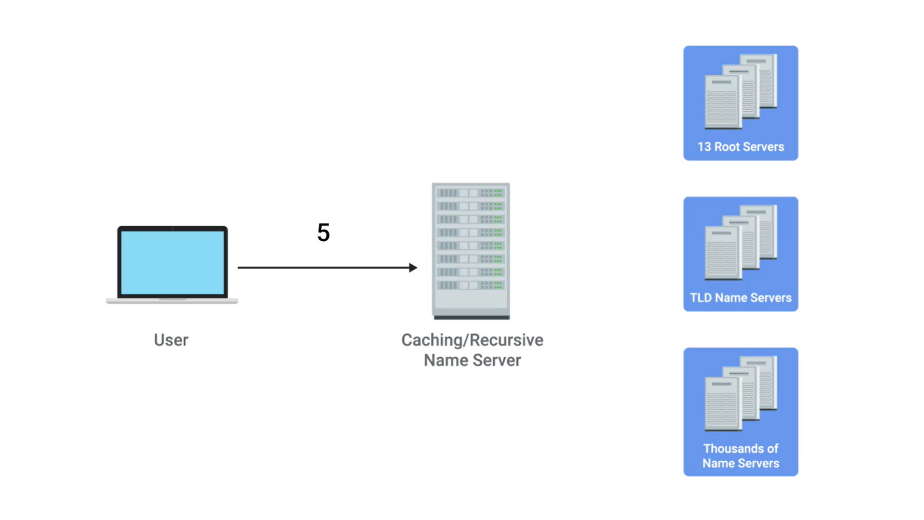 13 Root Servers
5
TLD Name Servers
User
Caching/Recursive
Name Server
Thousands of
Name Servers